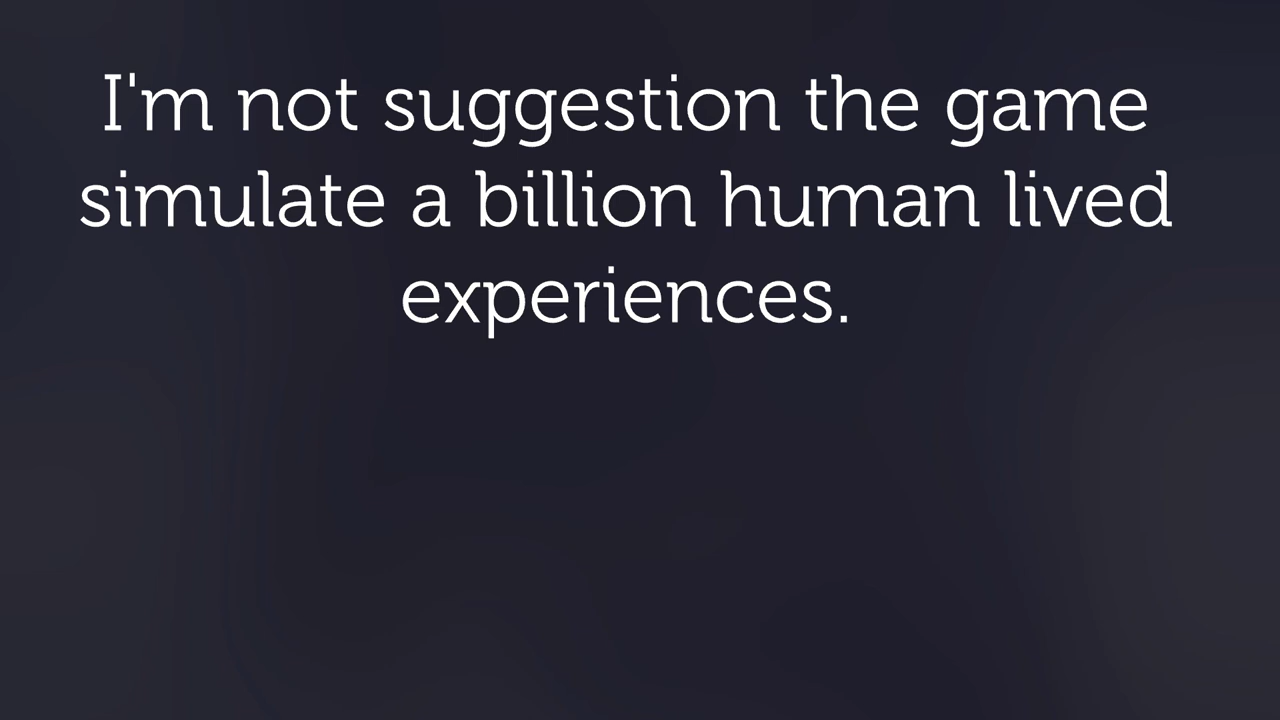 I'm not suggestion the game
simulate a billion human lived
experiences.